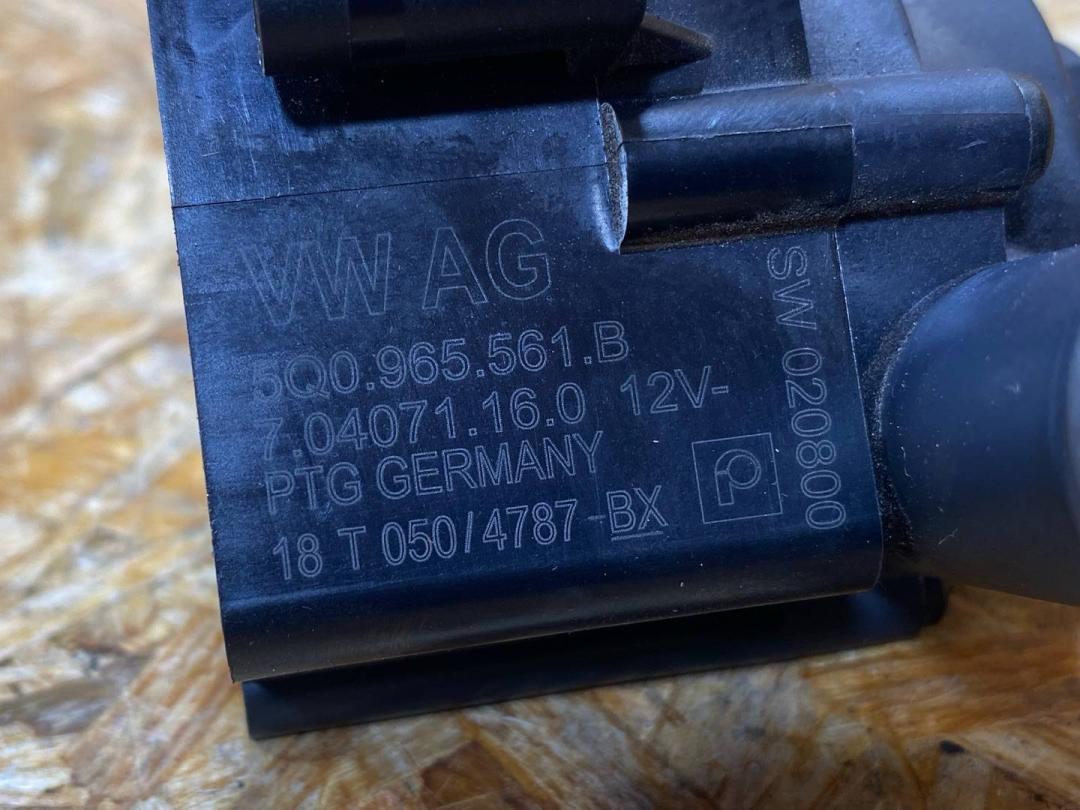 VW AG
5Q0.965.561.B
7.04071.16.0 12V-
PTG GERMANY
18 T 050/4787-BX
SW 020800